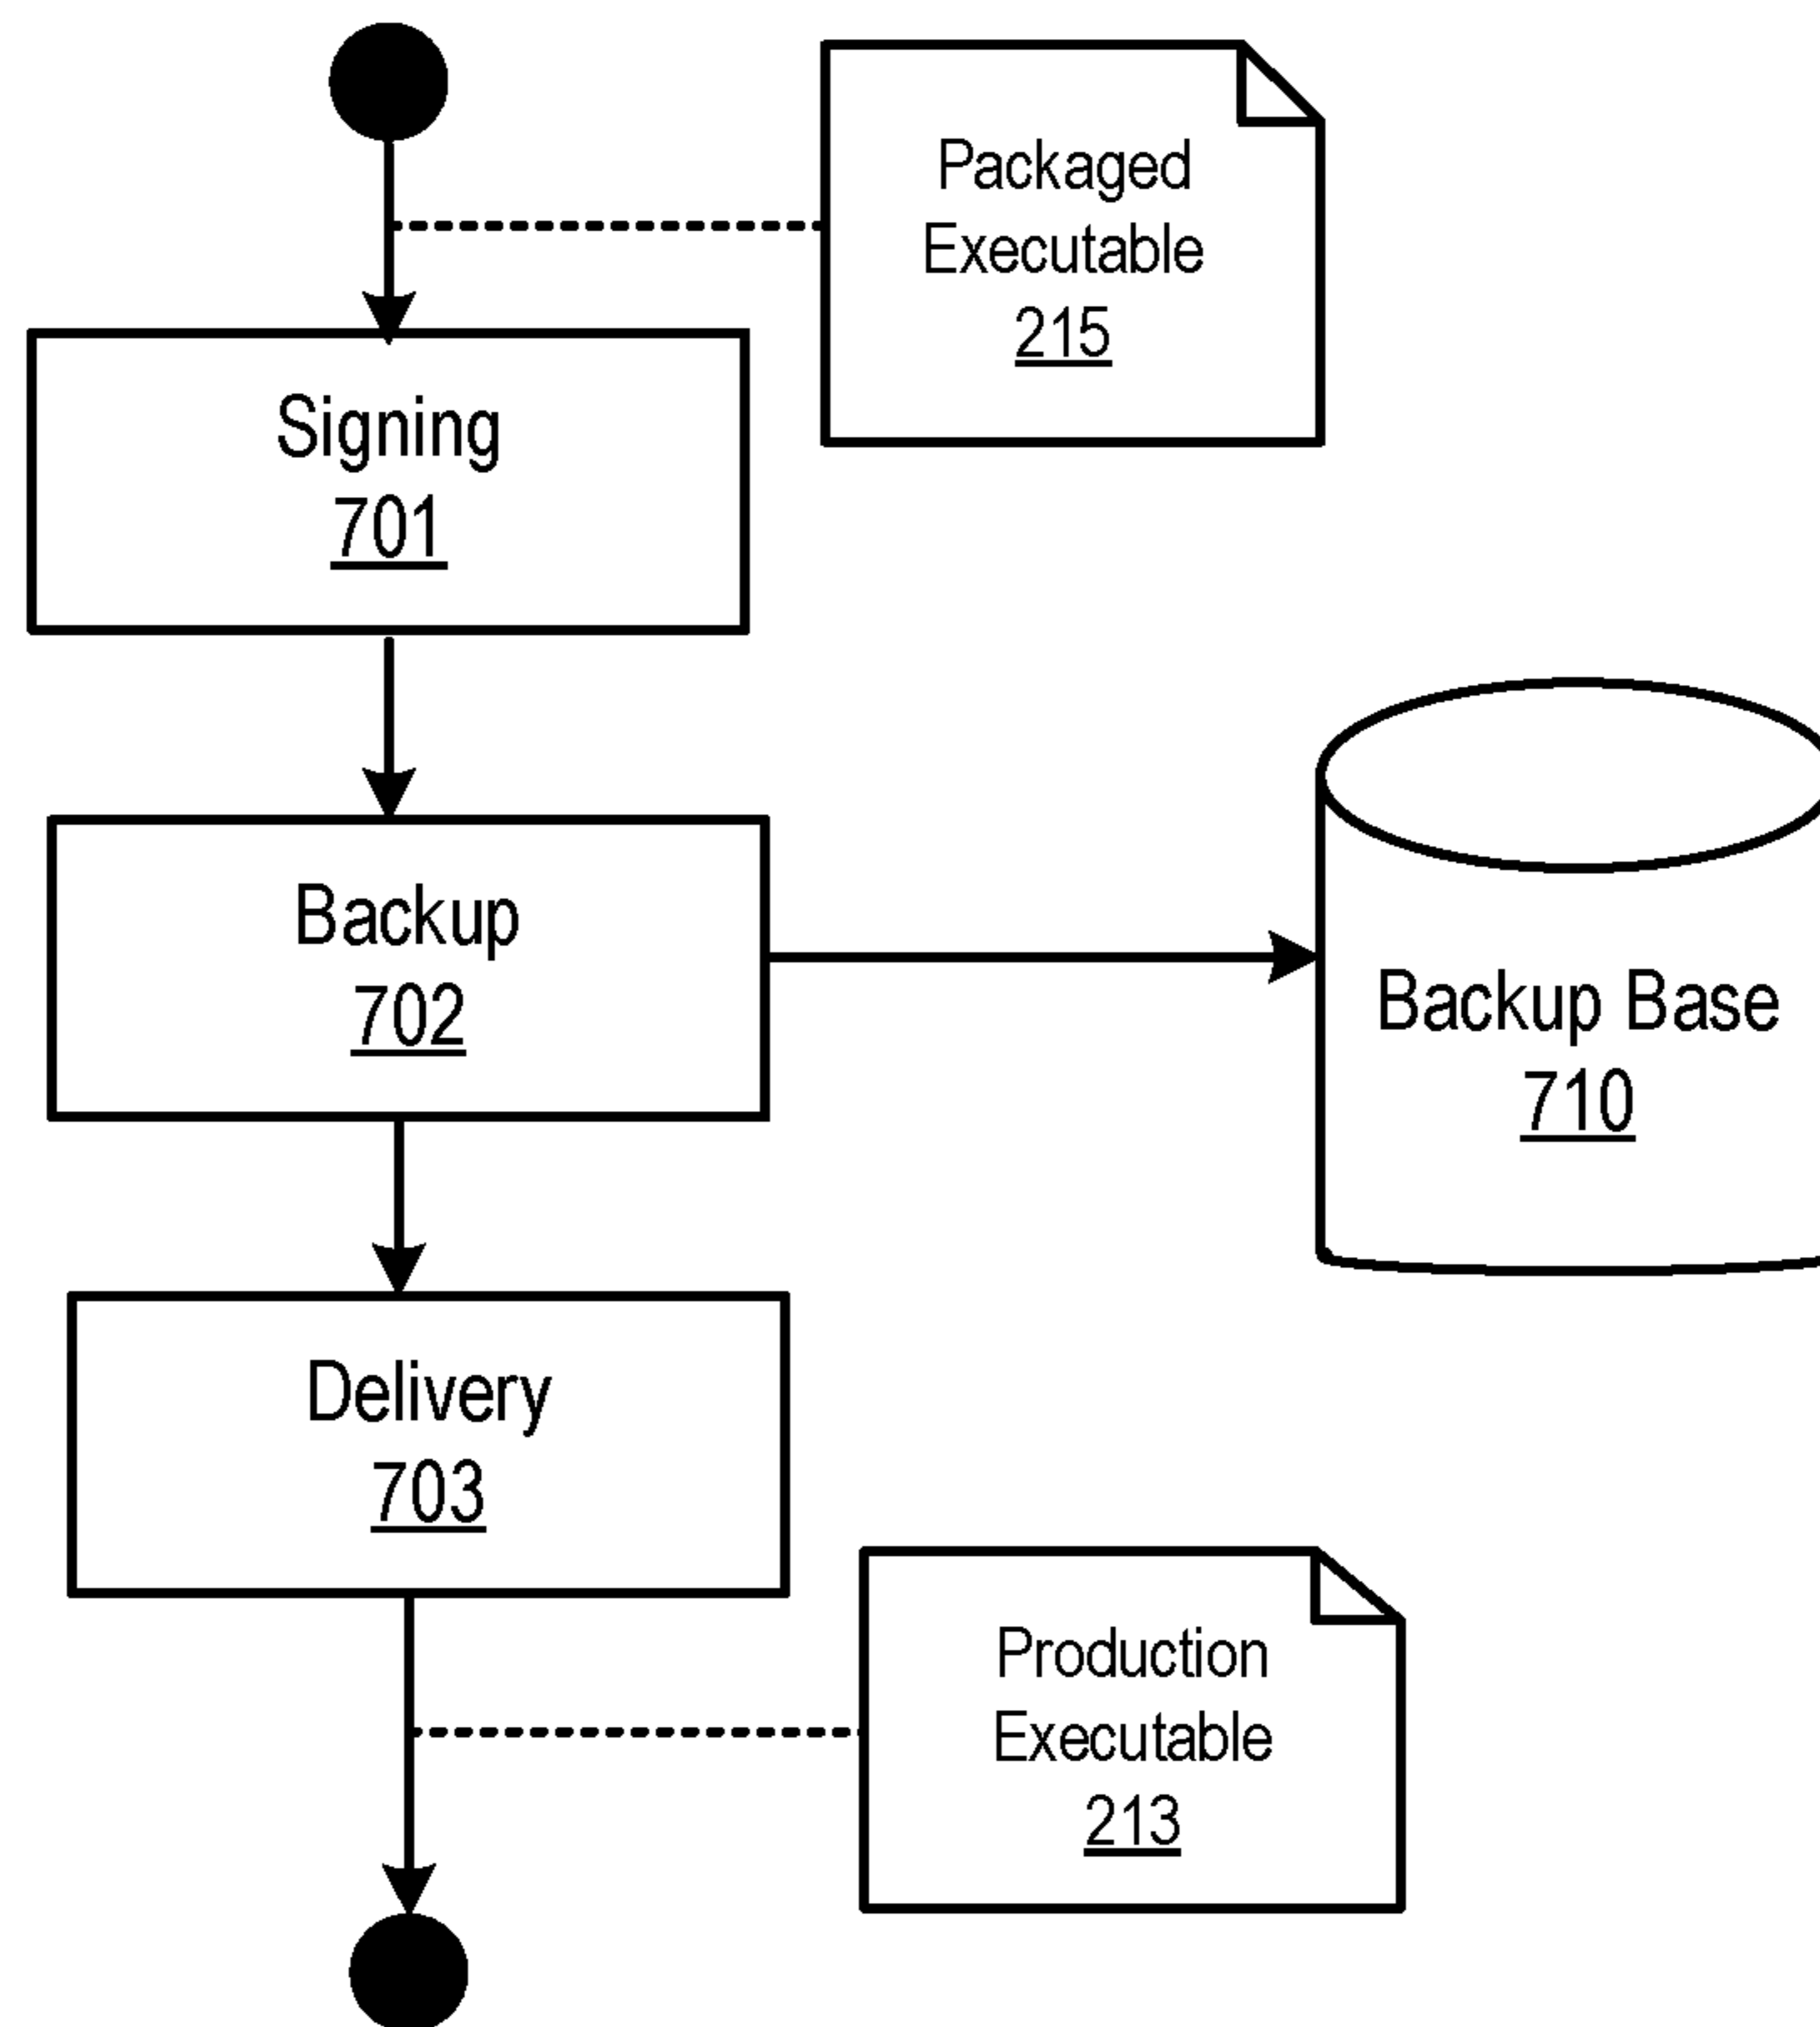 Packaged
Executable
215
Signing
701
Backup
702
Backup Base
710
Delivery
703
Production
Executable
213